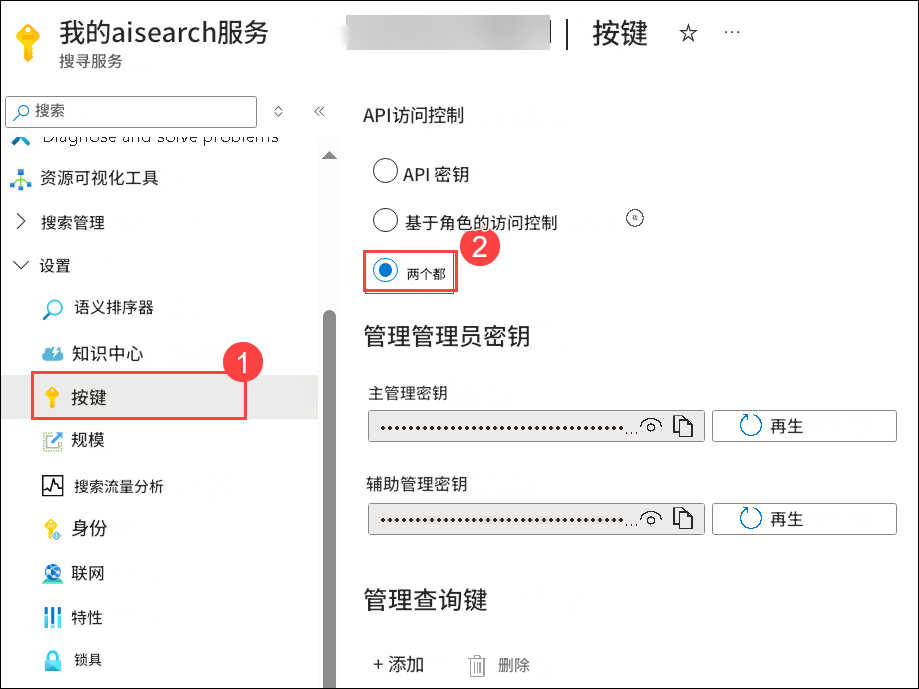 我的aisearch服务
| 按键 ☆ ...
搜寻服务
搜索
Diagnose and solve problems
资源可视化工具
搜索管理
设置
语义排序器
知识中心
1
按键
规模
搜索流量分析
身份
联网
特性
锁具
API访问控制
API 密钥
基于角色的访问控制
2
两个都
管理管理员密钥
主管理密钥
再生
辅助管理密钥
再生
管理查询键
+ 添加
删除